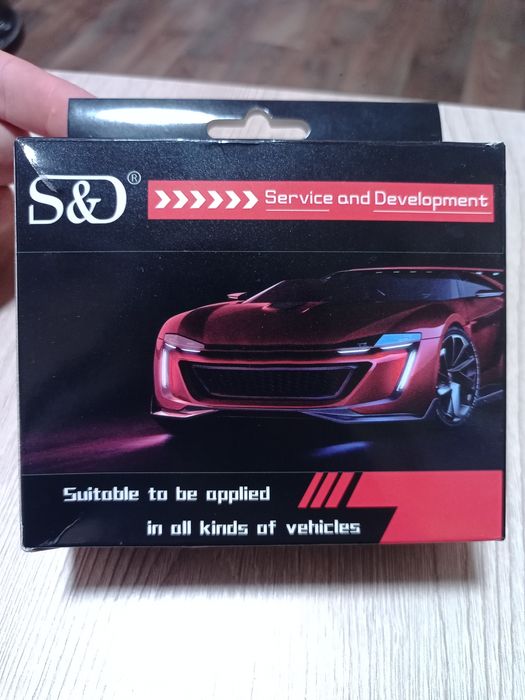 S&D®
Service and Development
Suitable to be applied
in all kinds of vehicles